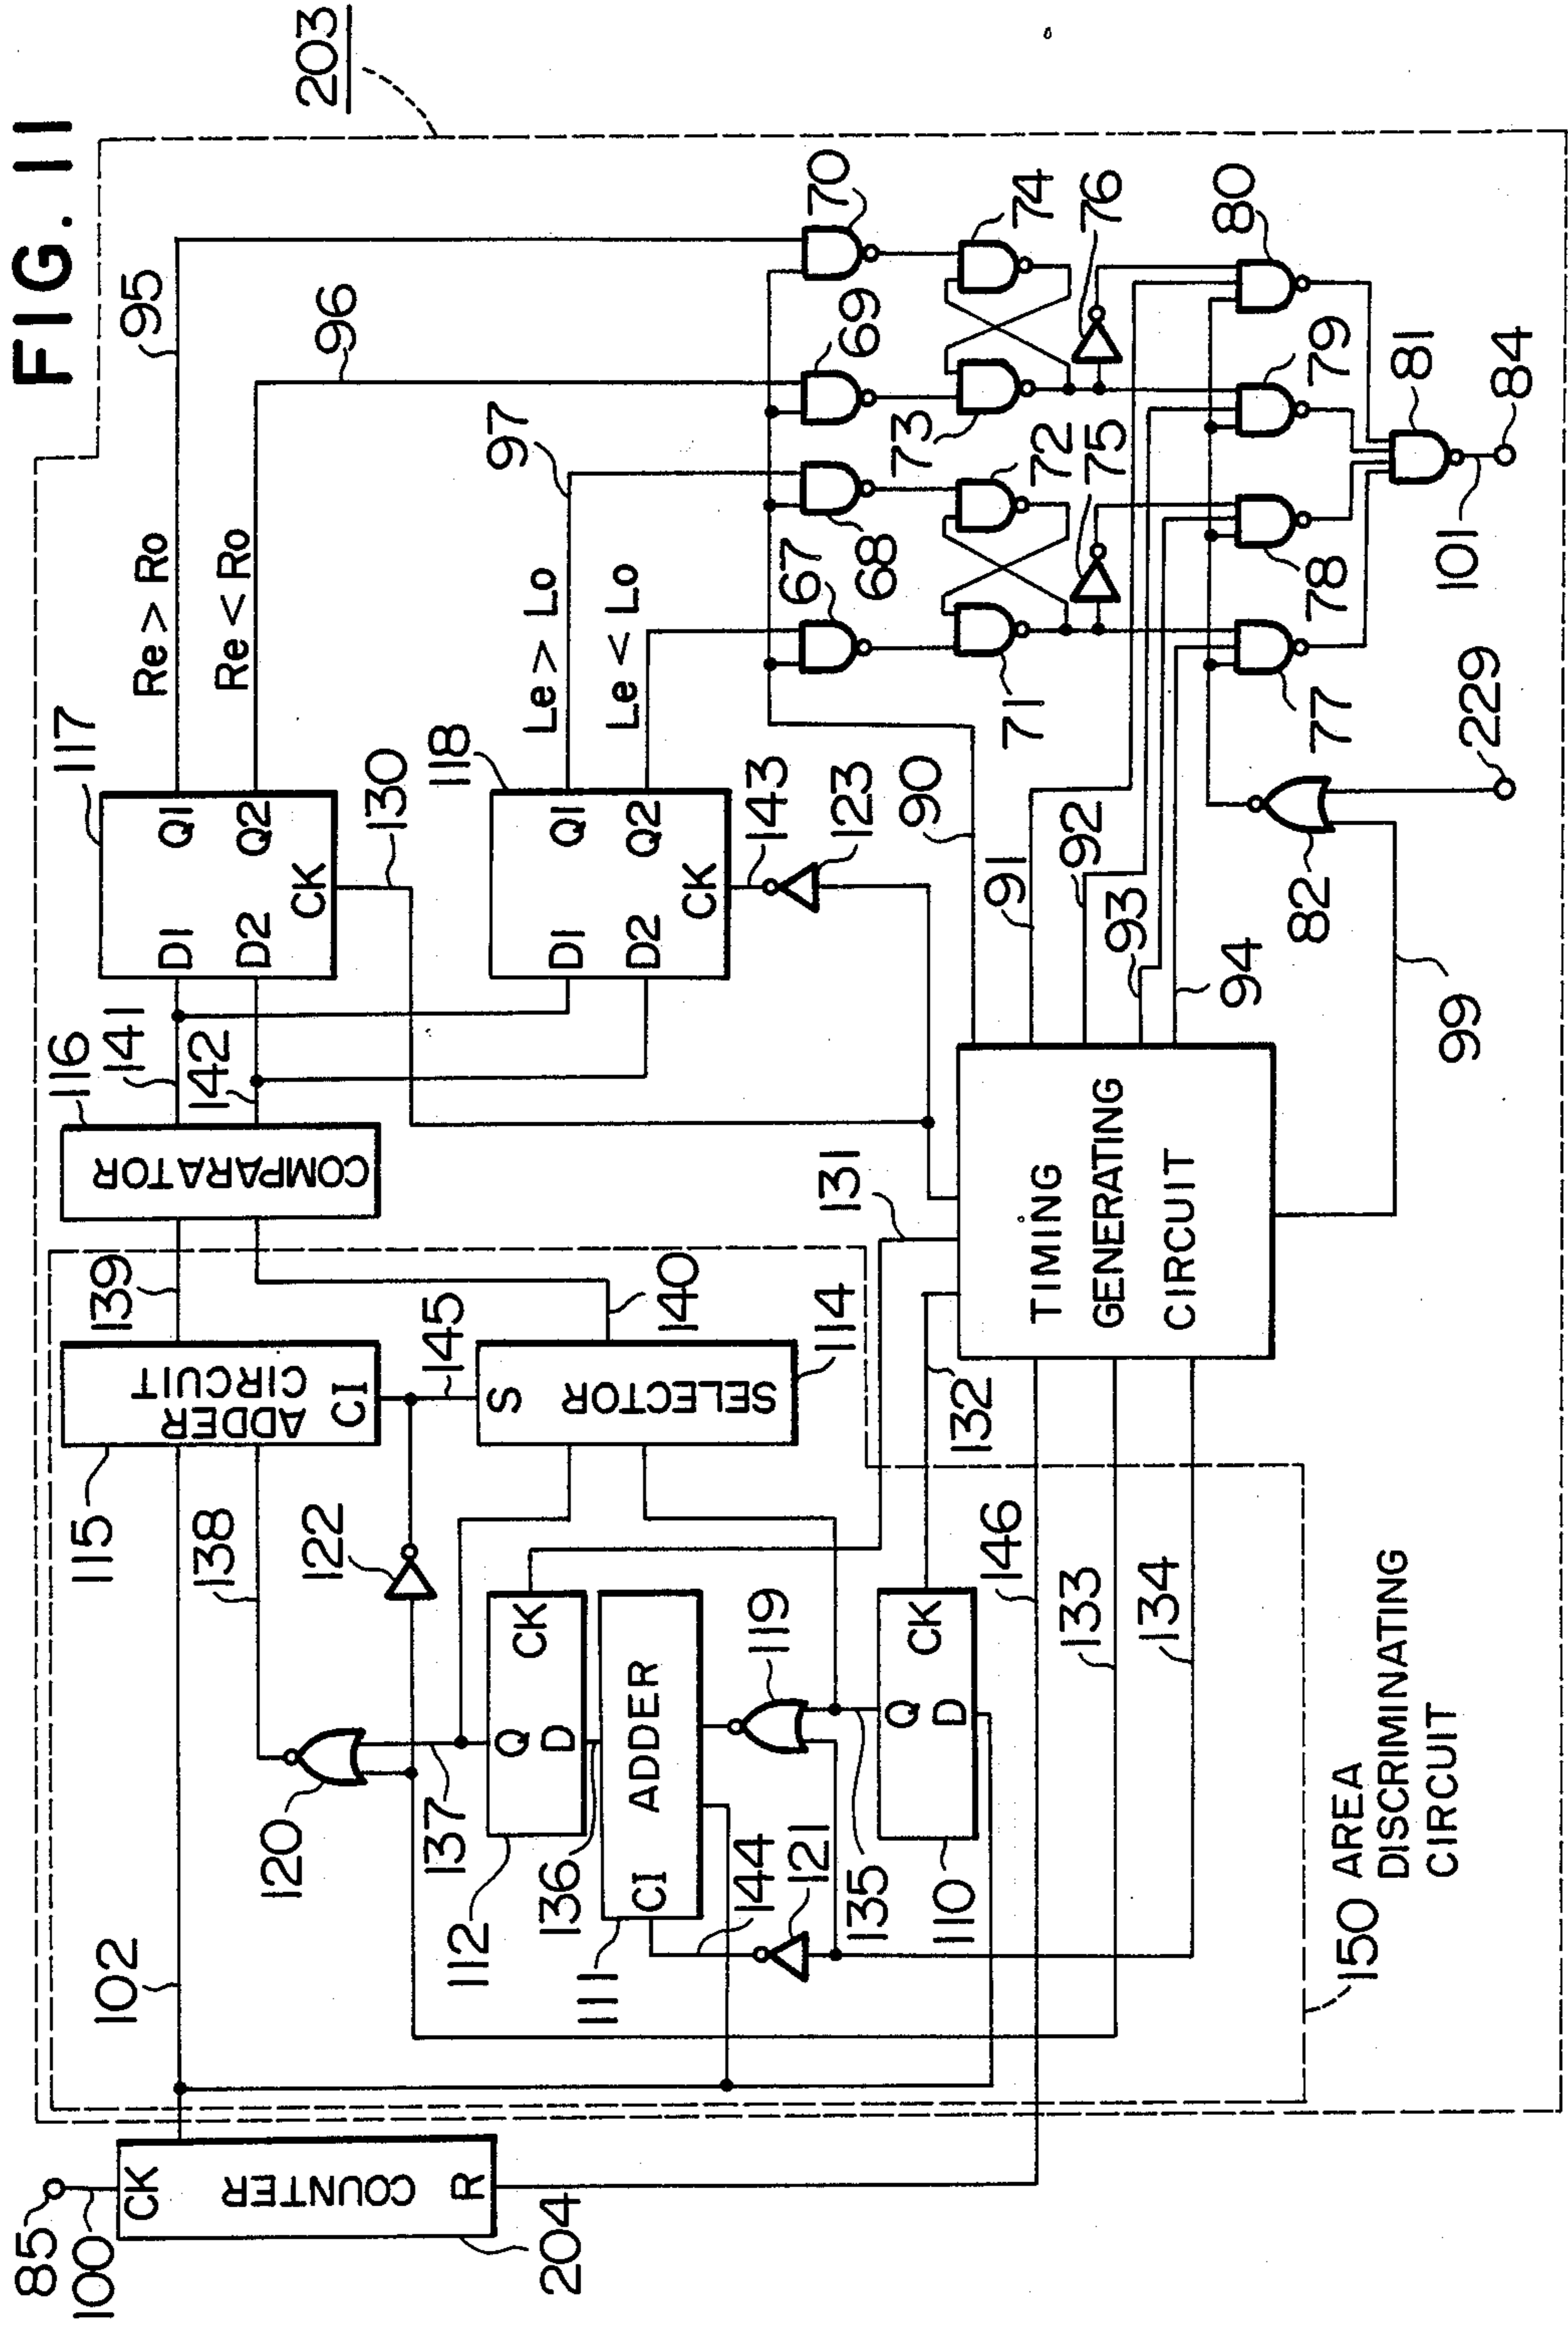 FIG. 11
203
95
96
97
Re > Ro
Re < Ro
Le > Lo
Le < Lo
117
D1
Q1
D2
Q2
CK
130
118
D1
Q1
D2
Q2
CK
143
123
116
COMPARATOR
141
142
139
140
115
ADDER
CIRCUIT
CI
145
S
SELECTOR
114
138
122
120
137
102
112
Q
D
CK
136
111
CI
ADDER
144
121
119
135
110
Q
D
CK
131
132
146
133
134
TIMING
GENERATING
CIRCUIT
90
91
92
93
94
99
67
68
69
70
71
72
73
74
75
76
77
78
79
80
81
82
101
84
229
150 AREA
DISCRIMINATING
CIRCUIT
85
100
CK
COUNTER
R
204